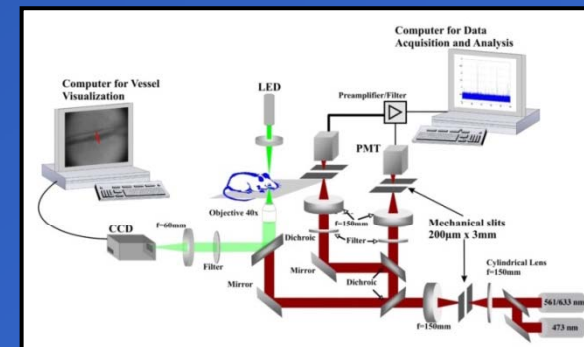 Computer for Data
Acquisition and Analysis
Computer for Vessel
Visualization
LED
Preamplifier/Filter
PMT
Objective 40x
f=60mm
f=150mm
Mechanical slits
200μm x 3mm
CCD
Dichroic
Filter
Filter
Mirror
Cylindrical Lens
f=150mm
Mirror
Dichroic
561/633 nm
f=150mm
473 nm